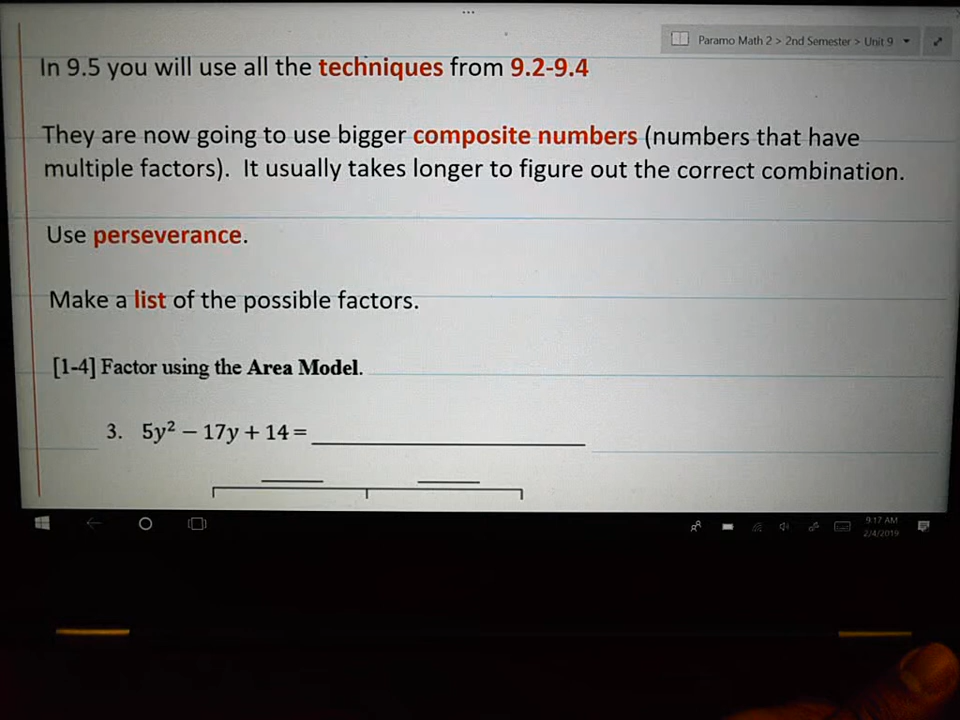 Paramo Math 2 > 2nd Semester > Unit 9
In 9.5 you will use all the techniques from 9.2-9.4
They are now going to use bigger composite numbers (numbers that have
multiple factors). It usually takes longer to figure out the correct combination.
Use perseverance.
Make a list of the possible factors.
[1-4] Factor using the Area Model.
3. 5y² – 17y + 14 = ____________________
9:17 AM
2/4/2019